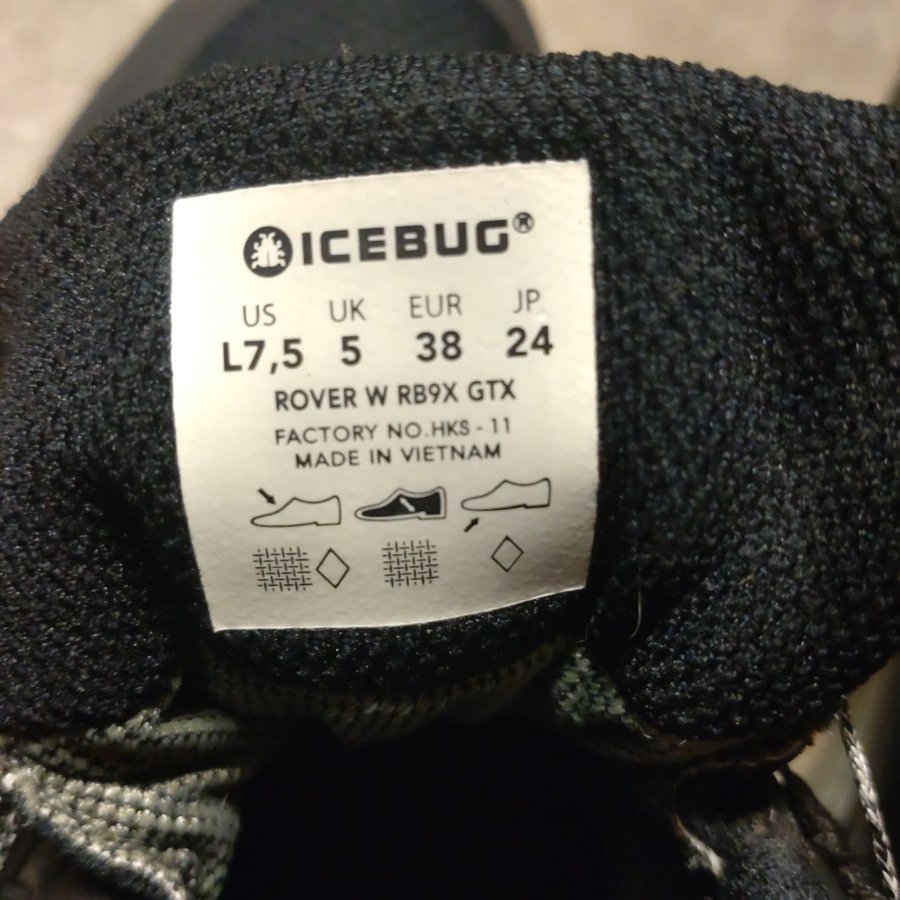 ICEBUG®
US UK EUR JP
L7,5 5 38 24
ROVER W RB9X GTX
FACTORY NO.HKS - 11
MADE IN VIETNAM